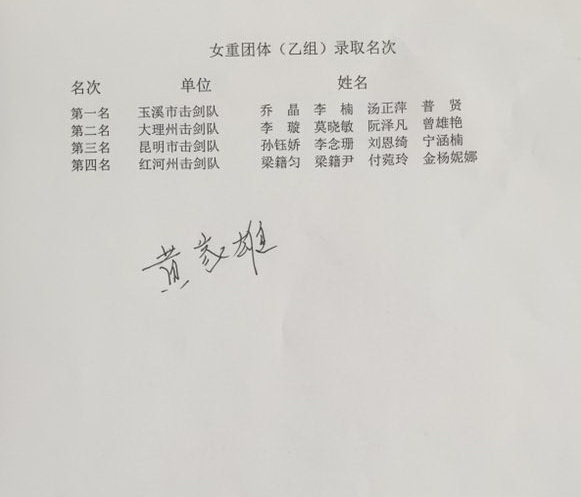 女重团体（乙组）录取名次
名次 单位 姓名
第一名 玉溪市击剑队 乔 晶 李 楠 汤正萍 普 贤
第二名 大理州击剑队 李 璇 莫晓敏 阮泽凡 曾雄艳
第三名 昆明市击剑队 孙钰娇 李念珊 刘恩绮 宁涵楠
第四名 红河州击剑队 梁籍匀 梁籍尹 付菀玲 金杨妮娜
黄家雄